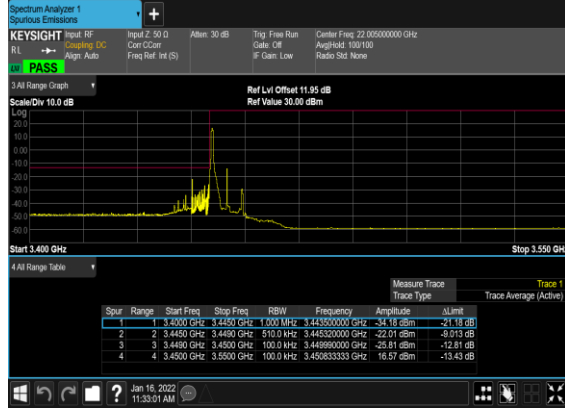 Spectrum Analyzer 1
Spurious Emissions
+
KEYSIGHT Input: RF Input Z: 50 Ω Atten: 30 dB Trig: Free Run Center Freq: 22.005000000 GHz
RL Coupling: DC Corr CCorr Gate: Off Avg|Hold: 100/100
Align: Auto Freq Ref: Int (S) IF Gain: Low Radio Std: None
PASS
3 All Range Graph
Ref Lvl Offset 11.95 dB
Scale/Div 10.0 dB Ref Value 30.00 dBm
Log
20.0
10.0
0.00
-10.0
-20.0
-30.0
-40.0
-50.0
-60.0
Start 3.400 GHz Stop 3.550 GH
4 All Range Table
Measure Trace Trace 1
Trace Type Trace Average (Active)
Spur Range Start Freq Stop Freq RBW Frequency Amplitude ΔLimit
1 1 3.4000 GHz 3.4450 GHz 1.000 MHz 3.443500000 GHz -34.18 dBm -21.18 dB
2 2 3.4450 GHz 3.4490 GHz 510.0 kHz 3.445320000 GHz -22.01 dBm -9.013 dB
3 3 3.4490 GHz 3.4500 GHz 100.0 kHz 3.449990000 GHz -25.81 dBm -12.81 dB
4 4 3.4500 GHz 3.5500 GHz 100.0 kHz 3.450833333 GHz 16.57 dBm -13.43 dB
? Jan 16, 2022
11:33:01 AM